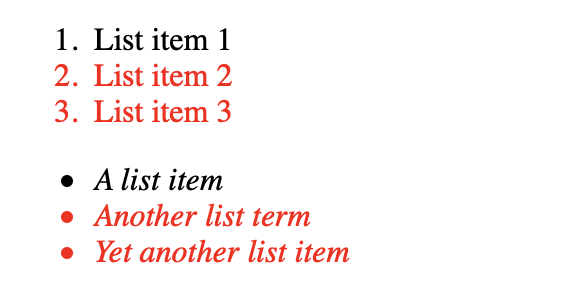 1. List item 1
2. List item 2
3. List item 3
• A list item
• Another list term
• Yet another list item